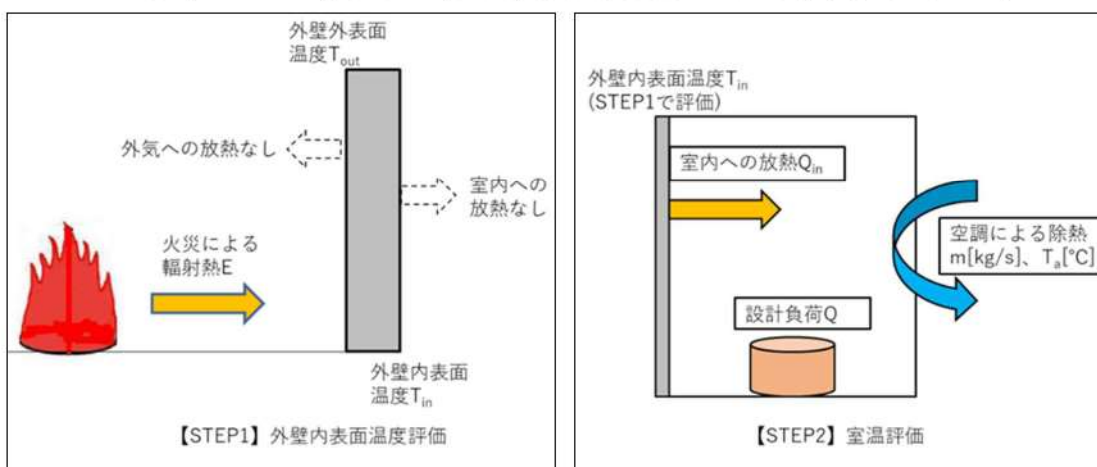 外壁外表面
温度Tout
外気への放熱なし
室内への
放熱なし
火災による
輻射熱E
外壁内表面
温度Tin
【STEP1】外壁内表面温度評価
外壁内表面温度Tin
(STEP1で評価)
室内への放熱Qin
空調による除熱
m[kg/s]、Ta[℃]
設計負荷Q
【STEP2】室温評価